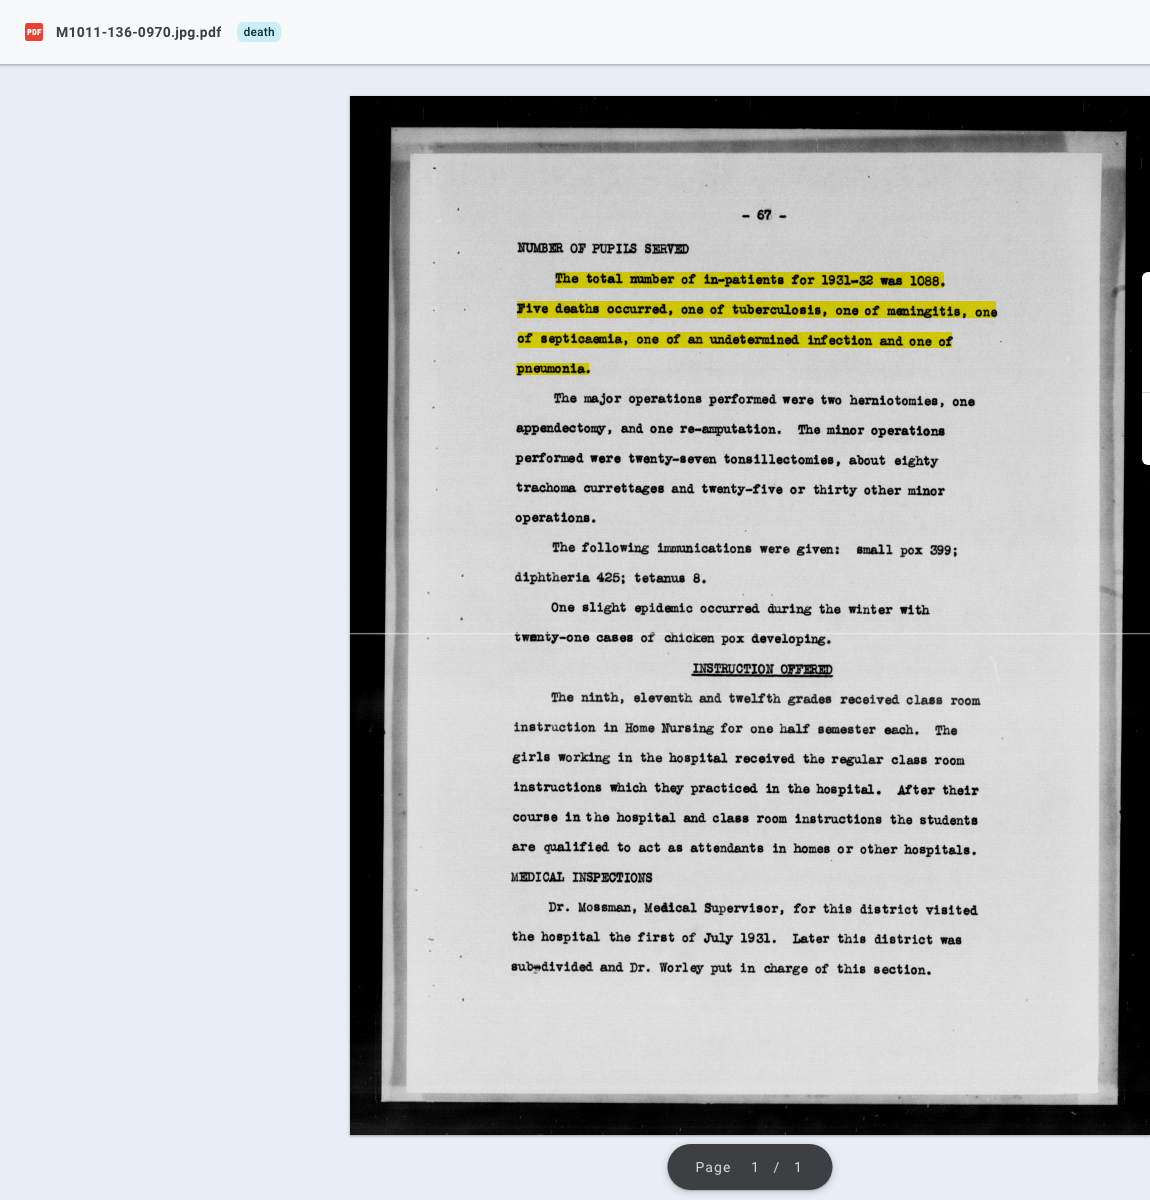 PDF M1011-136-0970.jpg.pdf death
- 67 -
NUMBER OF PUPILS SERVED
The total number of in-patients for 1931-32 was 1088.
Five deaths occurred, one of tuberculosis, one of meningitis, one
of septicaemia, one of an undetermined infection and one of
pneumonia.
The major operations performed were two herniotomies, one
appendectomy, and one re-amputation. The minor operations
performed were twenty-seven tonsillectomies, about eighty
trachoma currettages and twenty-five or thirty other minor
operations.
The following immunications were given: small pox 399;
diphtheria 425; tetanus 8.
One slight epidemic occurred during the winter with
twenty-one cases of chicken pox developing.
INSTRUCTION OFFERED
The ninth, eleventh and twelfth grades received class room
instruction in Home Nursing for one half semester each. The
girls working in the hospital received the regular class room
instructions which they practiced in the hospital. After their
course in the hospital and class room instructions the students
are qualified to act as attendants in homes or other hospitals.
MEDICAL INSPECTIONS
Dr. Mossman, Medical Supervisor, for this district visited
the hospital the first of July 1931. Later this district was
sub-divided and Dr. Worley put in charge of this section.
Page 1 / 1